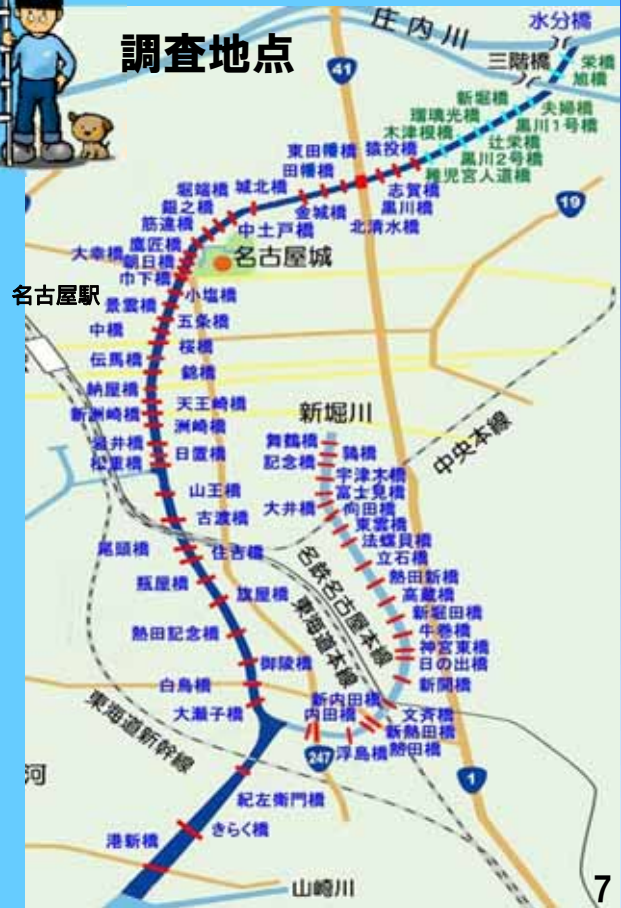 調査地点
庄内川
水分橋
41
三階橋
栄橋
旭橋
新堀橋
夫婦橋
瑠璃光橋
黒川1号橋
木津根橋
辻栄橋
東田幡橋
猿投橋
黒川2号橋
田幡橋
稚児宮人道橋
堀端橋
城北橋
志賀橋
19
鎧之橋
金城橋
黒川橋
筋違橋
中土戸橋
北清水橋
鷹匠橋
大幸橋
朝日橋
名古屋城
巾下橋
名古屋駅
小塩橋
景雲橋
五条橋
中橋
桜橋
伝馬橋
錦橋
納屋橋
天王崎橋
新洲崎橋
新堀川
洲崎橋
舞鶴橋
中央本線
鶉橋
日置橋
記念橋
松重橋
宇津木橋
富士見橋
山王橋
大井橋
向田橋
古渡橋
東雲橋
法螺貝橋
尾頭橋
住吉橋
立石橋
名鉄名古屋本線
熱田新橋
瓶屋橋
旗屋橋
高蔵橋
東海道本線
新堀田橋
熱田記念橋
牛巻橋
神宮東橋
御陵橋
日の出橋
白鳥橋
新開橋
新内田橋
大瀬子橋
内田橋
文斉橋
東海道新幹線
新熱田橋
247
浮島橋
熱田橋
河
1
紀左衛門橋
きらく橋
港新橋
山崎川
7